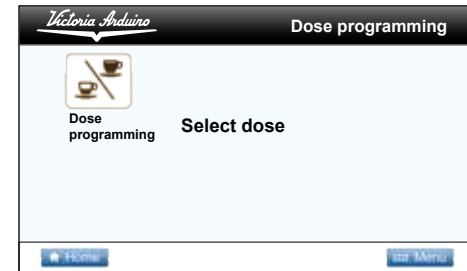 Victoria Arduino
Dose programming
Dose
programming
Select dose
Home
Menu